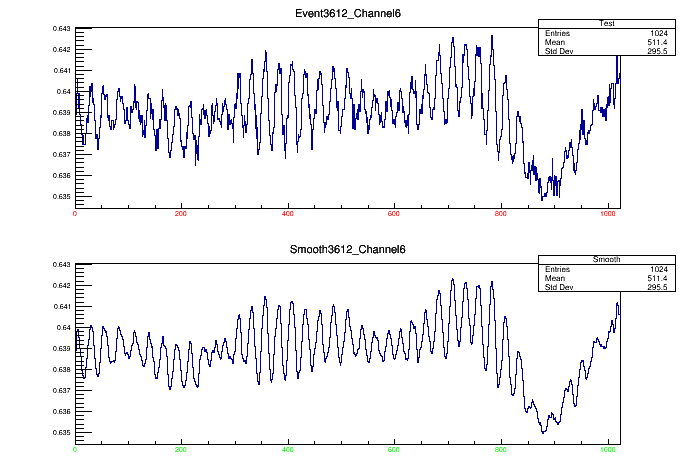 Event3612_Channel6
Test
Entries 1024
Mean 511.4
Std Dev 295.5
0.643
0.642
0.641
0.64
0.639
0.638
0.637
0.636
0.635
0 200 400 600 800 1000
Smooth3612_Channel6
Smooth
Entries 1024
Mean 511.4
Std Dev 295.5
0.643
0.642
0.641
0.64
0.639
0.638
0.637
0.636
0.635
0 200 400 600 800 1000